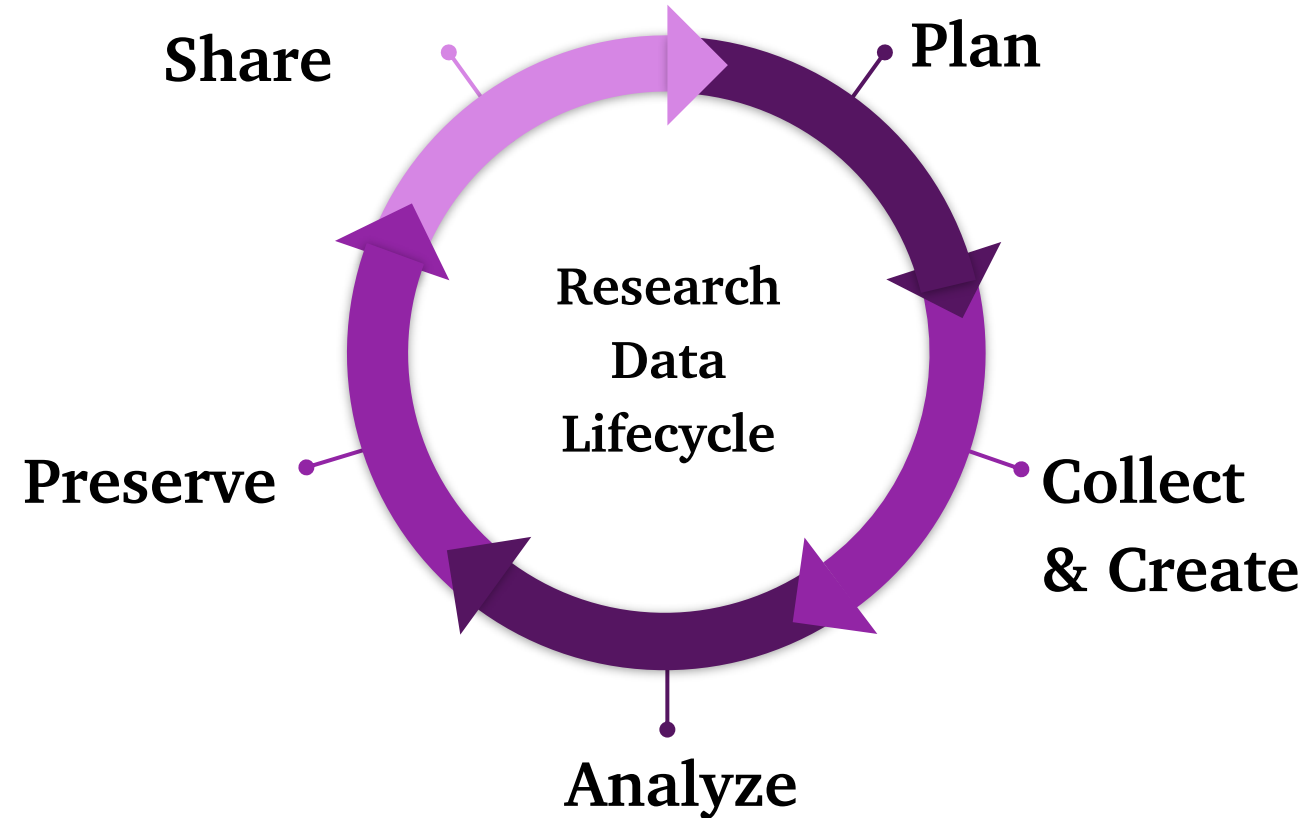 Share
Plan
Research
Data
Lifecycle
Preserve
Collect
& Create
Analyze